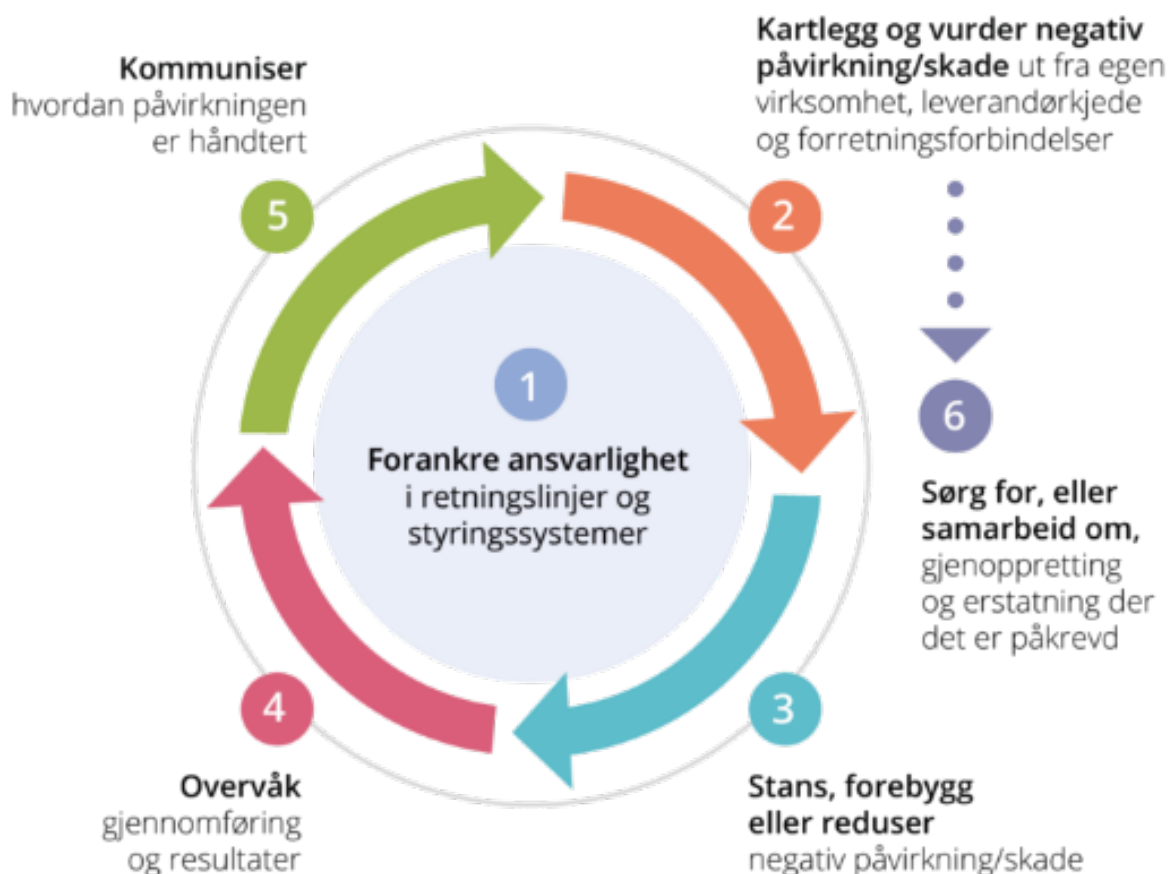 1
Forankre ansvarlighet
i retningslinjer og
styringssystemer
Kartlegg og vurder negativ
påvirkning/skade ut fra egen
virksomhet, leverandørkjede
og forretningsforbindelser
2
3
Stans, forebygg
eller reduser
negativ påvirkning/skade
4
Overvåk
gjennomføring
og resultater
Kommuniser
hvordan påvirkningen
er håndtert
5
6
Sørg for, eller
samarbeid om,
gjenoppretting
og erstatning der
det er påkrevd